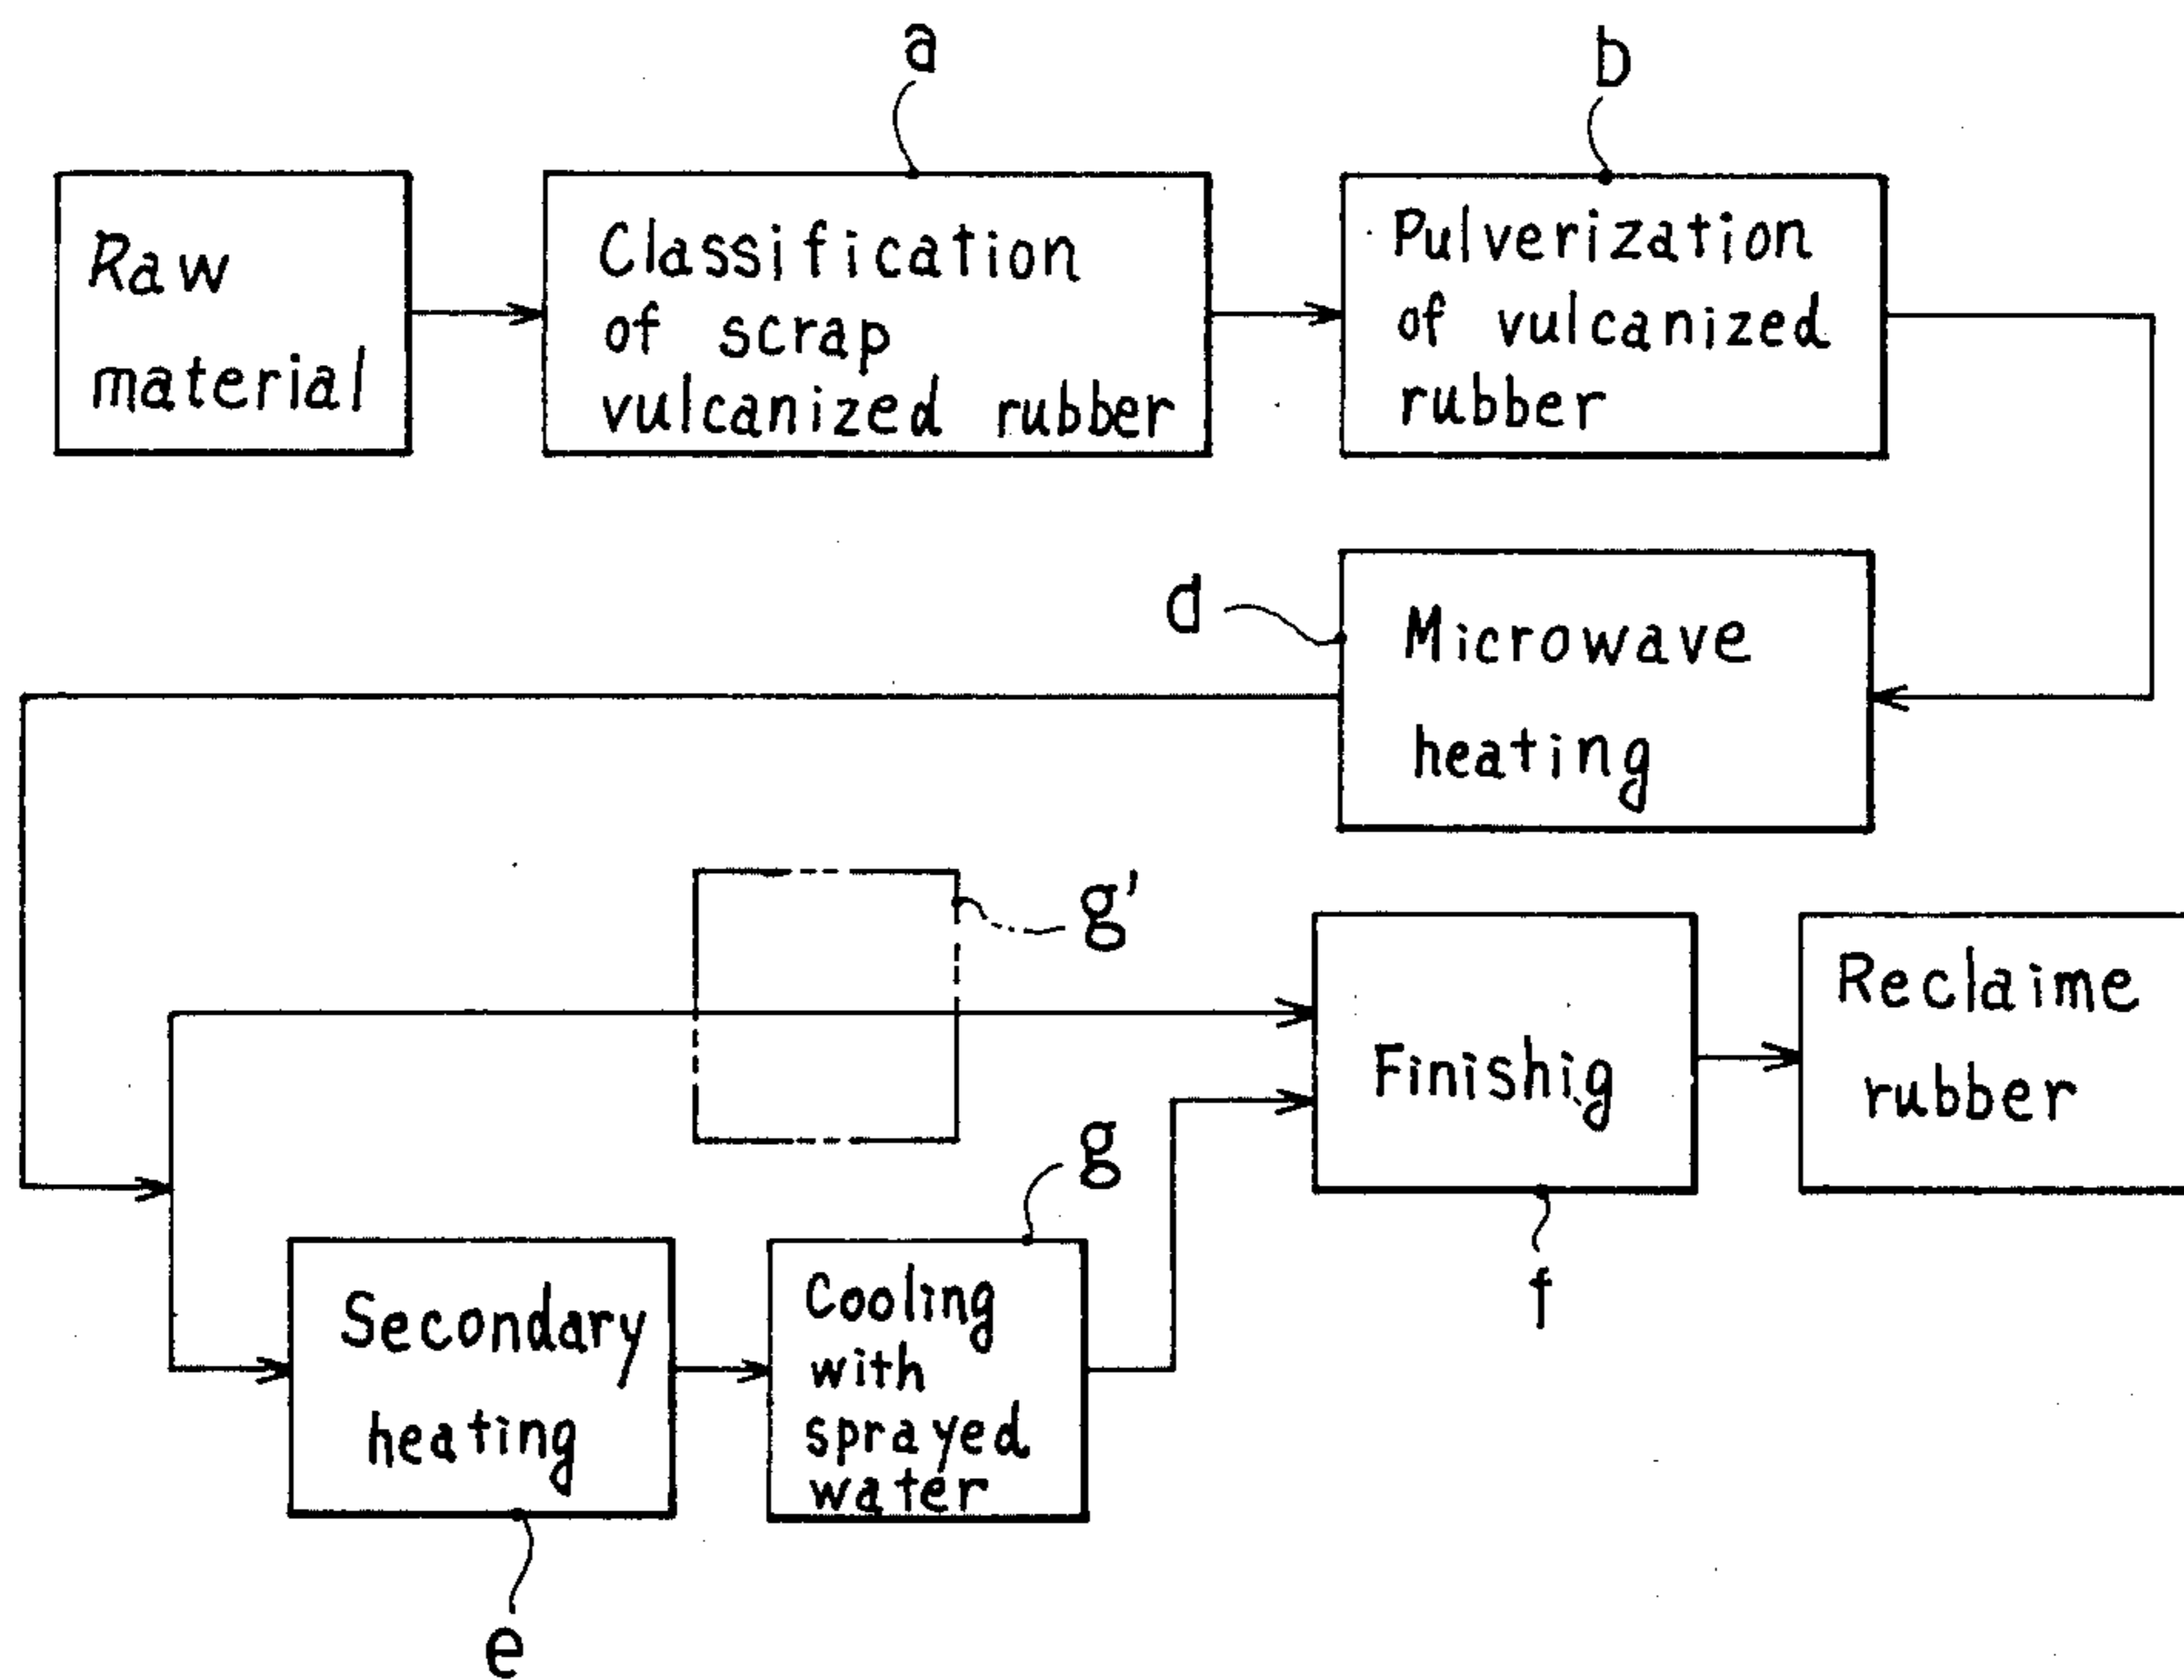 a
b
Raw
material
Classification
of scrap
vulcanized rubber
Pulverization
of vulcanized
rubber
d
Microwave
heating
g'
Finishig
Reclaime
rubber
g
f
Secondary
heating
Cooling
with
sprayed
water
e